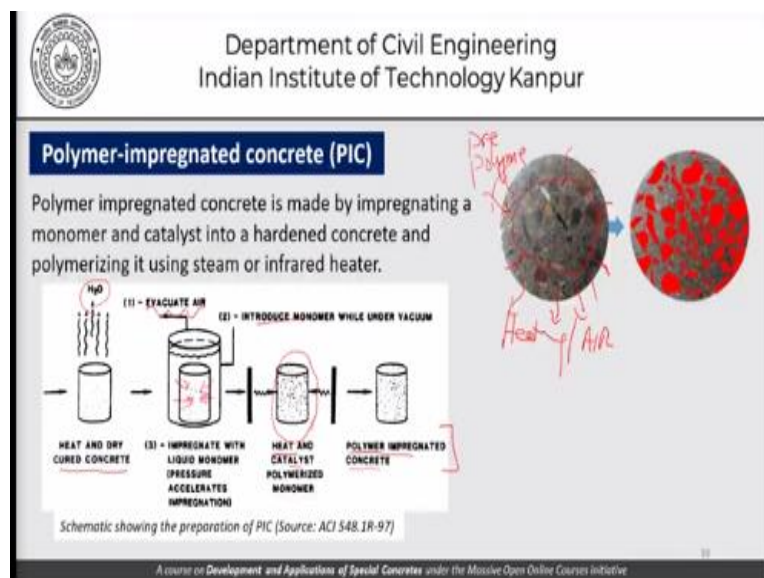 Department of Civil Engineering
Indian Institute of Technology Kanpur
Polymer-impregnated concrete (PIC)
Polymer impregnated concrete is made by impregnating a
monomer and catalyst into a hardened concrete and
polymerizing it using steam or infrared heater.
Pre
Polyme
Heating/AIR
H₂O
(1) - EVACUATE AIR
(2) - INTRODUCE MONOMER WHILE UNDER VACUUM
HEAT AND DRY
CURED CONCRETE
(3) - IMPREGNATE WITH
LIQUID MONOMER
(PRESSURE
ACCELERATES
IMPREGNATION)
HEAT AND
CATALYST
POLYMERIZED
MONOMER
POLYMER IMPREGNATED
CONCRETE
Schematic showing the preparation of PIC (Source: ACI 548.1R-97)
A course on Development and Applications of Special Concretes under the Massive Open Online Courses Initiative